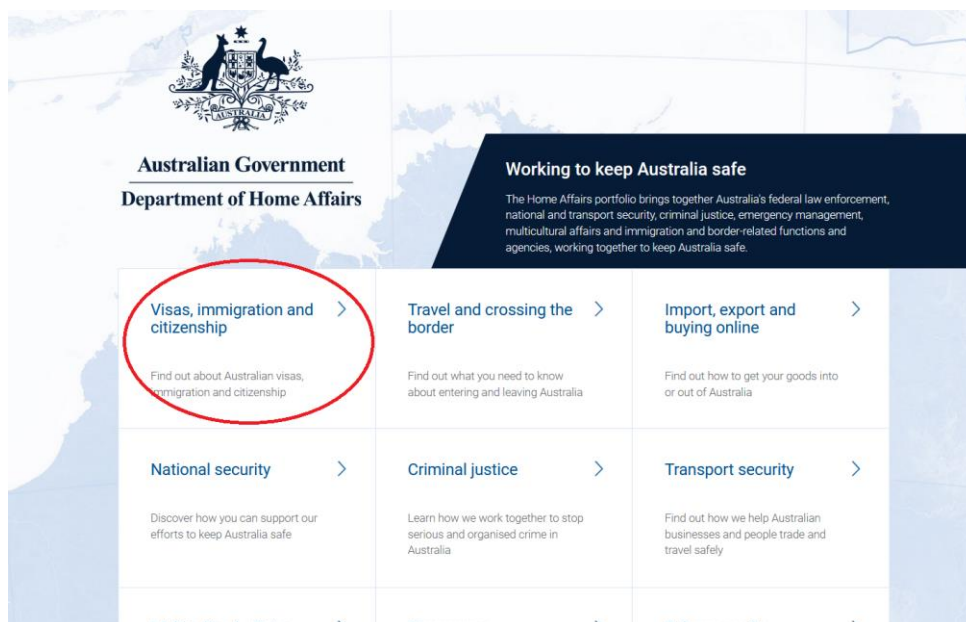 AUSTRALIA
Australian Government
Department of Home Affairs
Working to keep Australia safe
The Home Affairs portfolio brings together Australia's federal law enforcement,
national and transport security, criminal justice, emergency management,
multicultural affairs and immigration and border-related functions and
agencies, working together to keep Australia safe.
Visas, immigration and
citizenship
Find out about Australian visas,
immigration and citizenship
Travel and crossing the
border
Find out what you need to know
about entering and leaving Australia
Import, export and
buying online
Find out how to get your goods into
or out of Australia
National security
Discover how you can support our
efforts to keep Australia safe
Criminal justice
Learn how we work together to stop
serious and organised crime in
Australia
Transport security
Find out how we help Australian
businesses and people trade and
travel safely